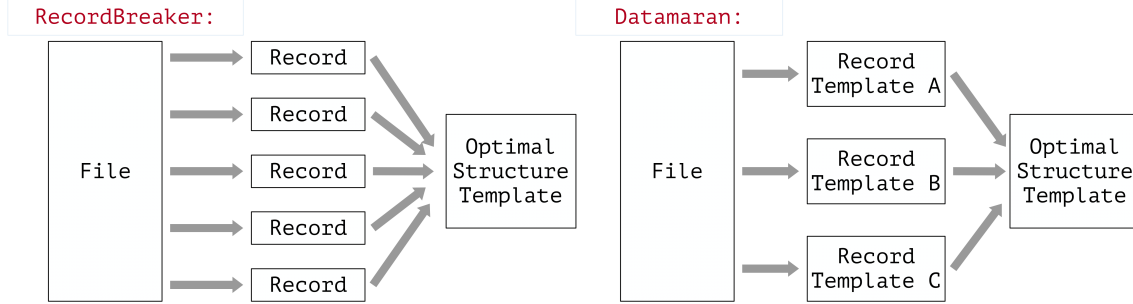 RecordBreaker:
File
Record
Record
Record
Record
Record
Optimal
Structure
Template
Datamaran:
File
Record
Template A
Record
Template B
Record
Template C
Optimal
Structure
Template